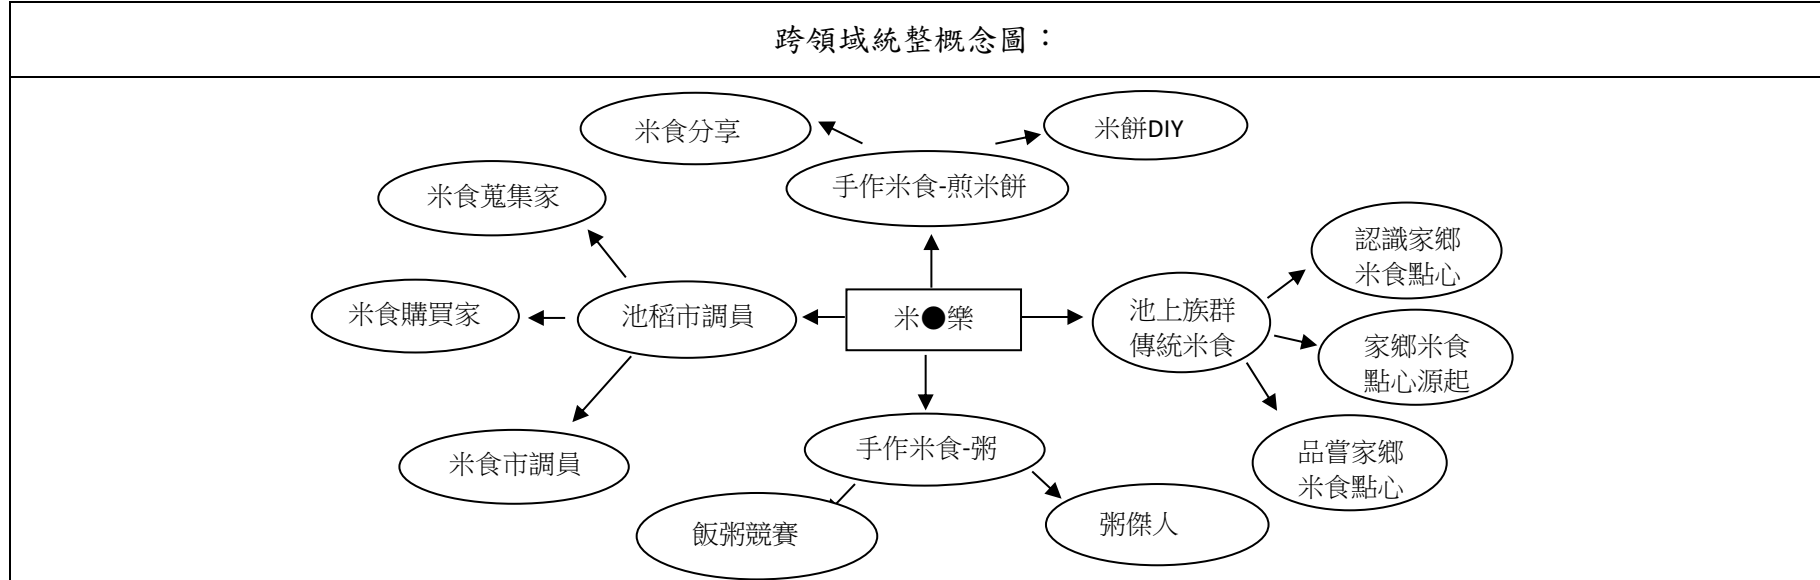 跨領域統整概念圖：
米食分享
米餅DIY
手作米食-煎米餅
米食蒐集家
認識家鄉
米食點心
米食購買家
池稻市調員
米●樂
池上族群
傳統米食
家鄉米食
點心源起
米食市調員
手作米食-粥
品嘗家鄉
米食點心
飯粥競賽
粥傑人